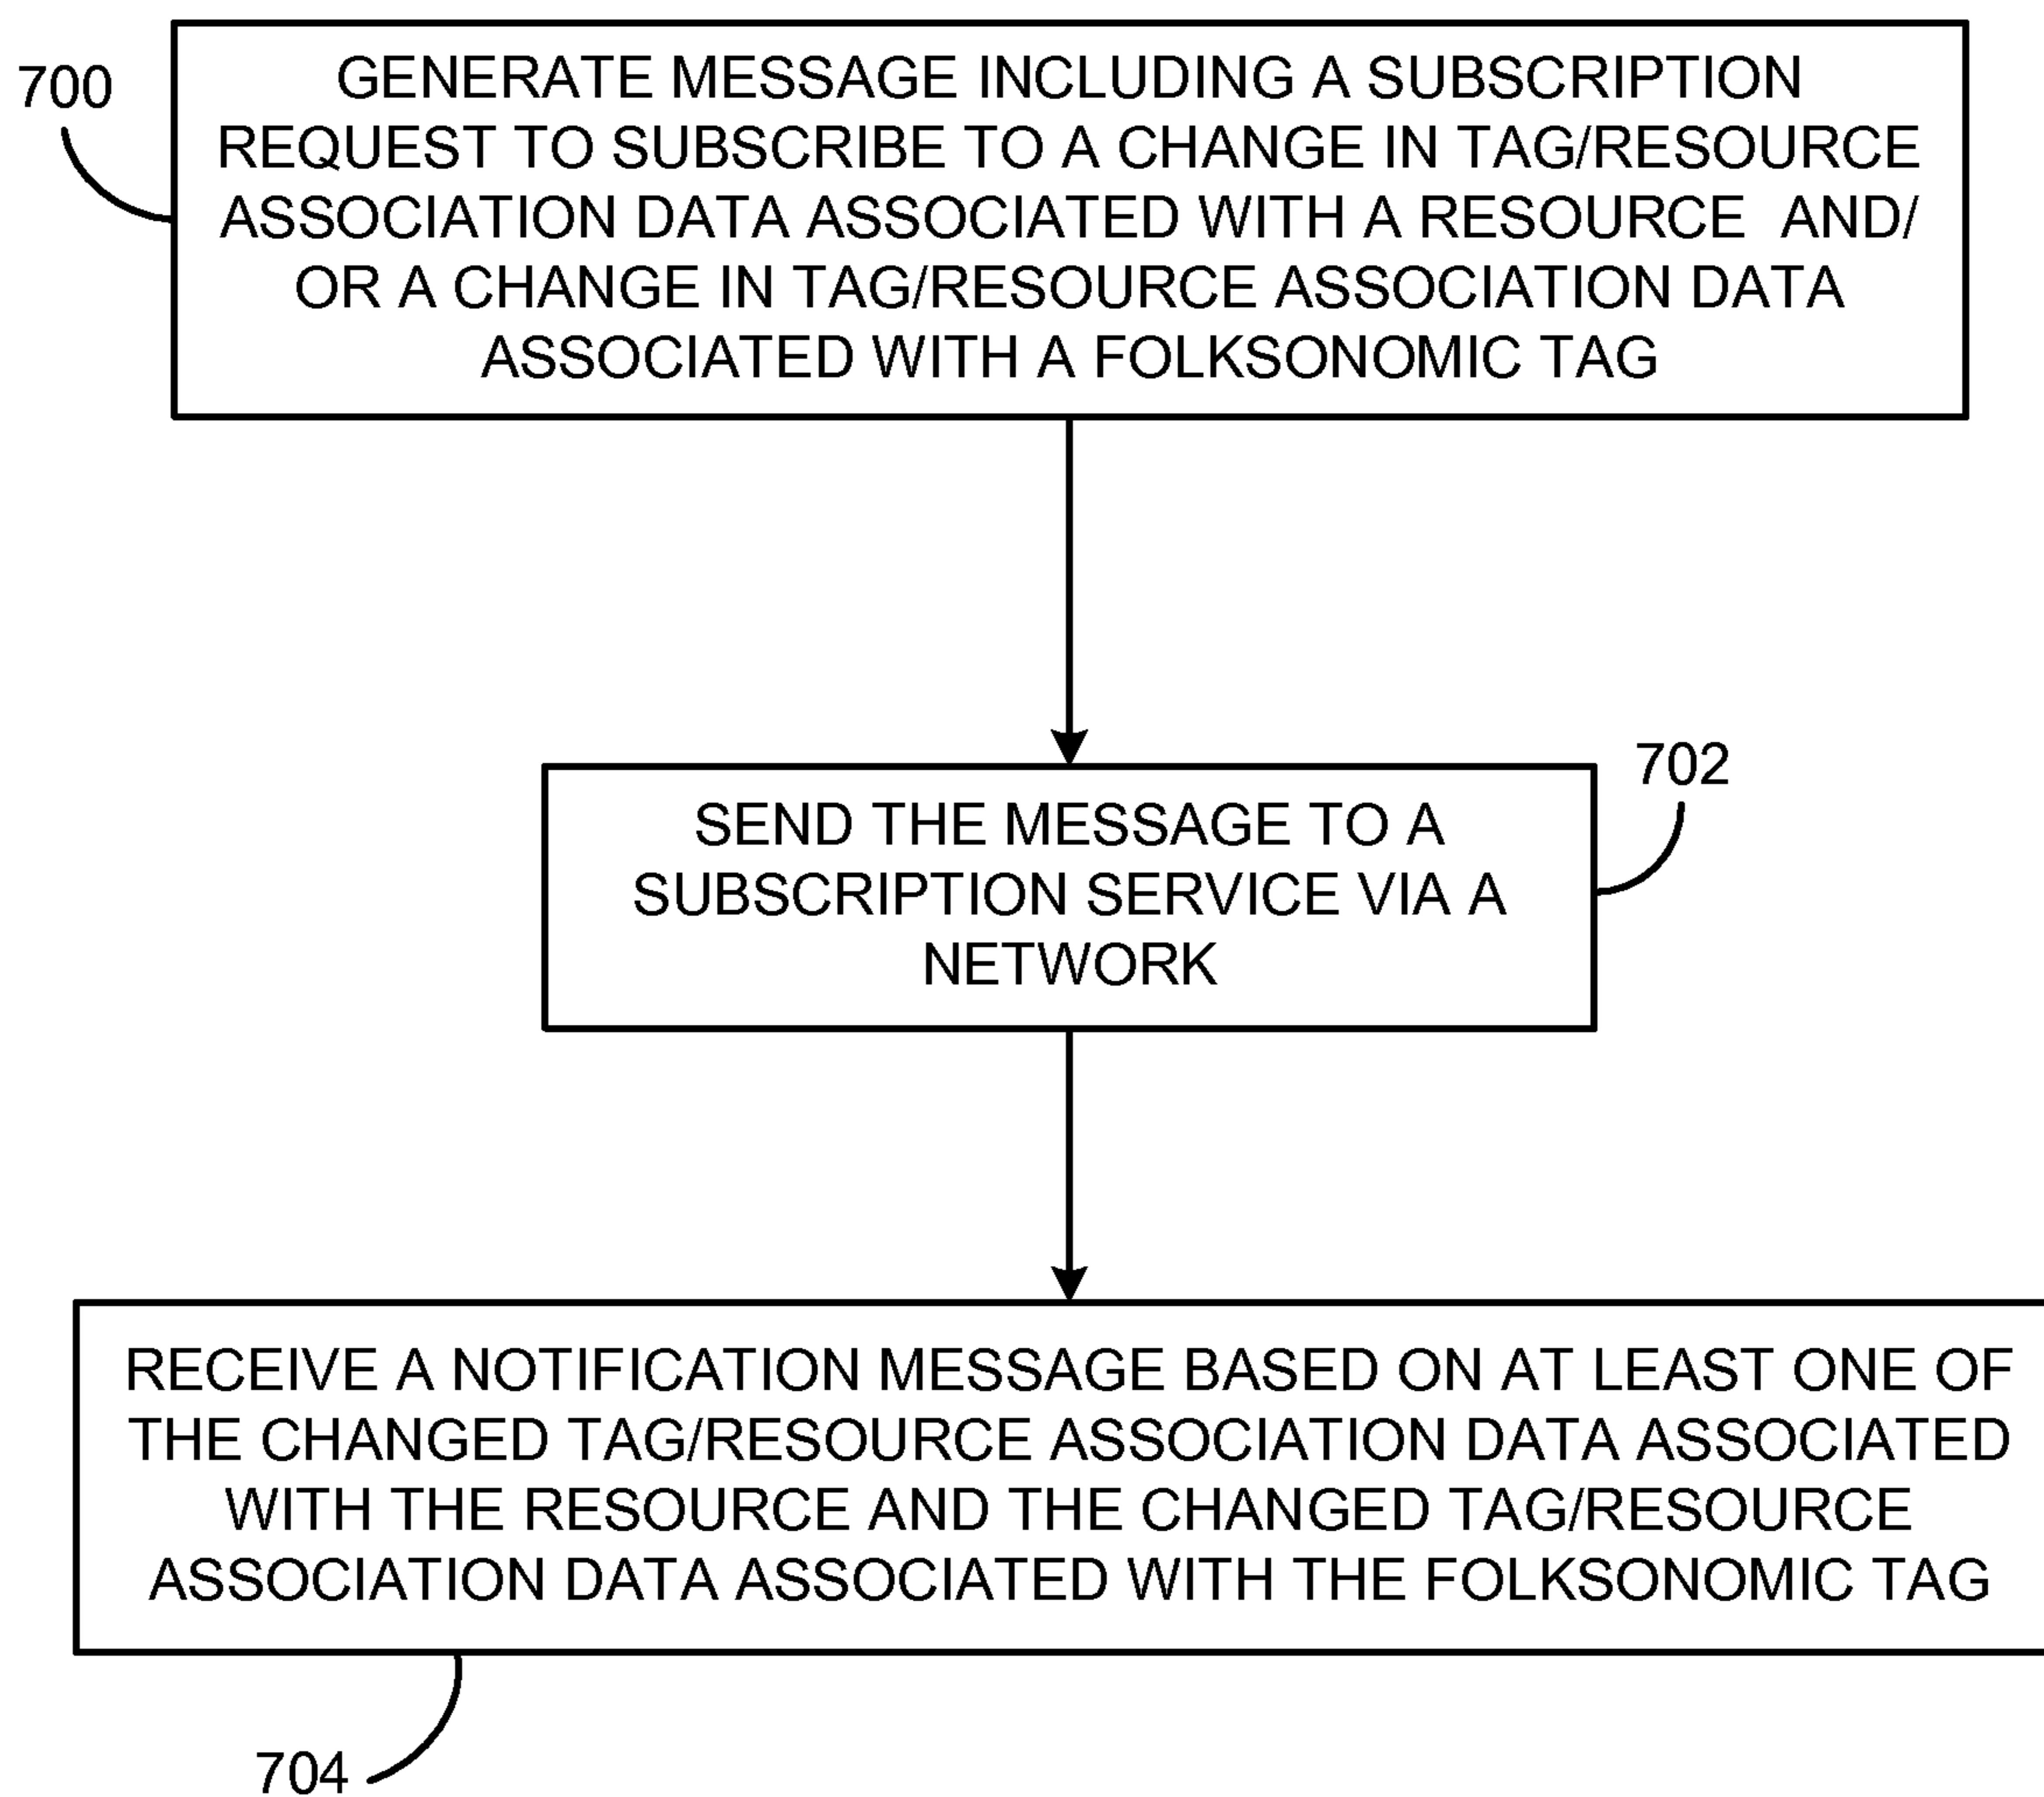 700
GENERATE MESSAGE INCLUDING A SUBSCRIPTION
REQUEST TO SUBSCRIBE TO A CHANGE IN TAG/RESOURCE
ASSOCIATION DATA ASSOCIATED WITH A RESOURCE AND/
OR A CHANGE IN TAG/RESOURCE ASSOCIATION DATA
ASSOCIATED WITH A FOLKSONOMIC TAG
702
SEND THE MESSAGE TO A
SUBSCRIPTION SERVICE VIA A
NETWORK
RECEIVE A NOTIFICATION MESSAGE BASED ON AT LEAST ONE OF
THE CHANGED TAG/RESOURCE ASSOCIATION DATA ASSOCIATED
WITH THE RESOURCE AND THE CHANGED TAG/RESOURCE
ASSOCIATION DATA ASSOCIATED WITH THE FOLKSONOMIC TAG
704